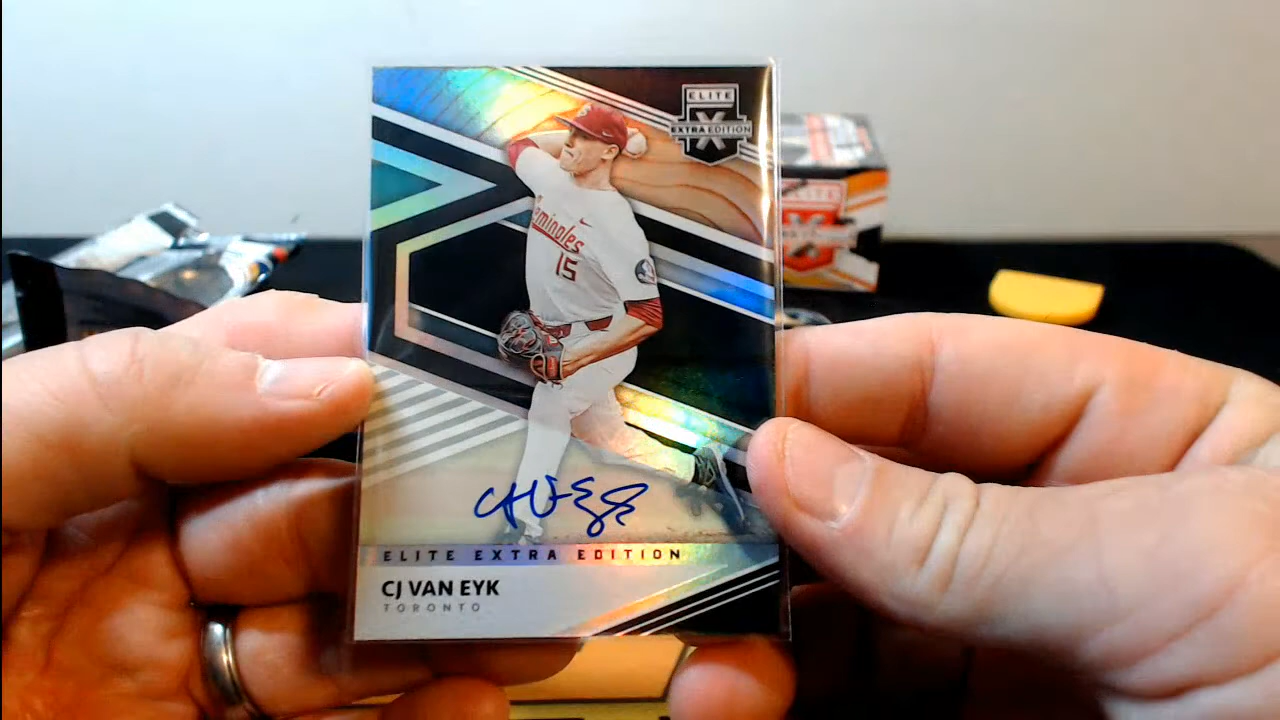 ELITE
X
EXTRA EDITION
Seminoles
15
ELITE EXTRA EDITION
CJ VAN EYK
TORONTO